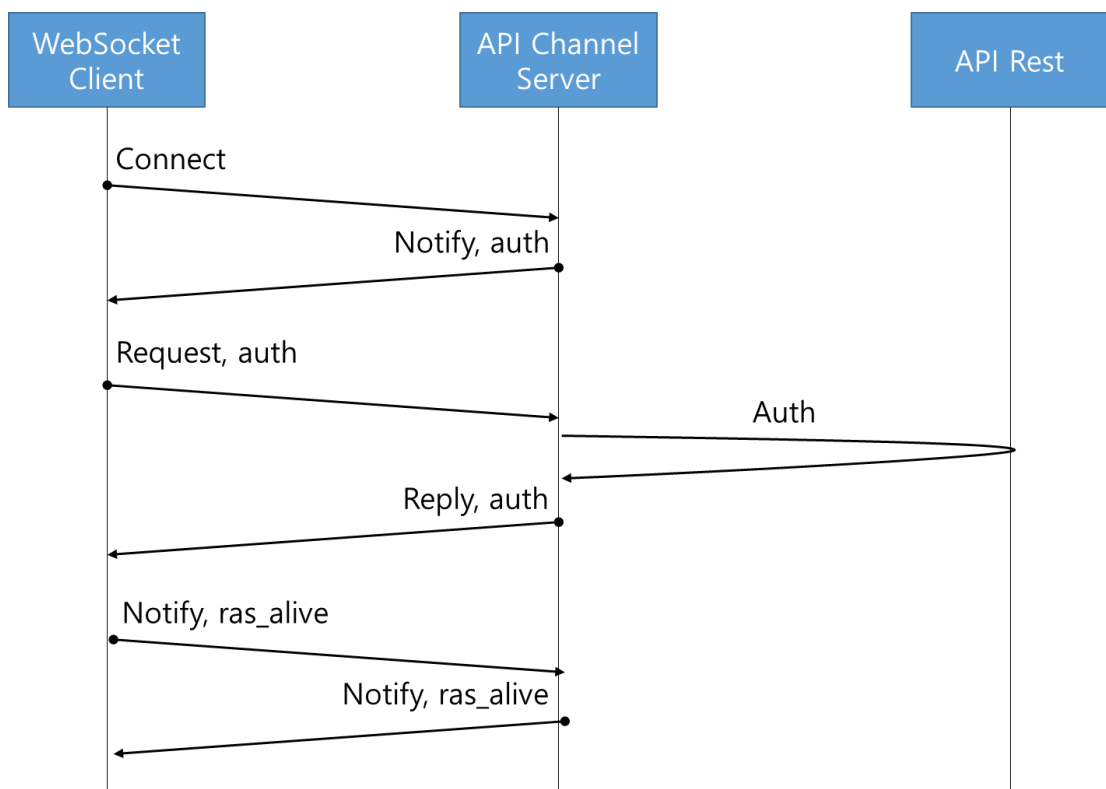 WebSocket
Client
API Channel
Server
API Rest
Connect
Notify, auth
Request, auth
Auth
Reply, auth
Notify, ras_alive
Notify, ras_alive